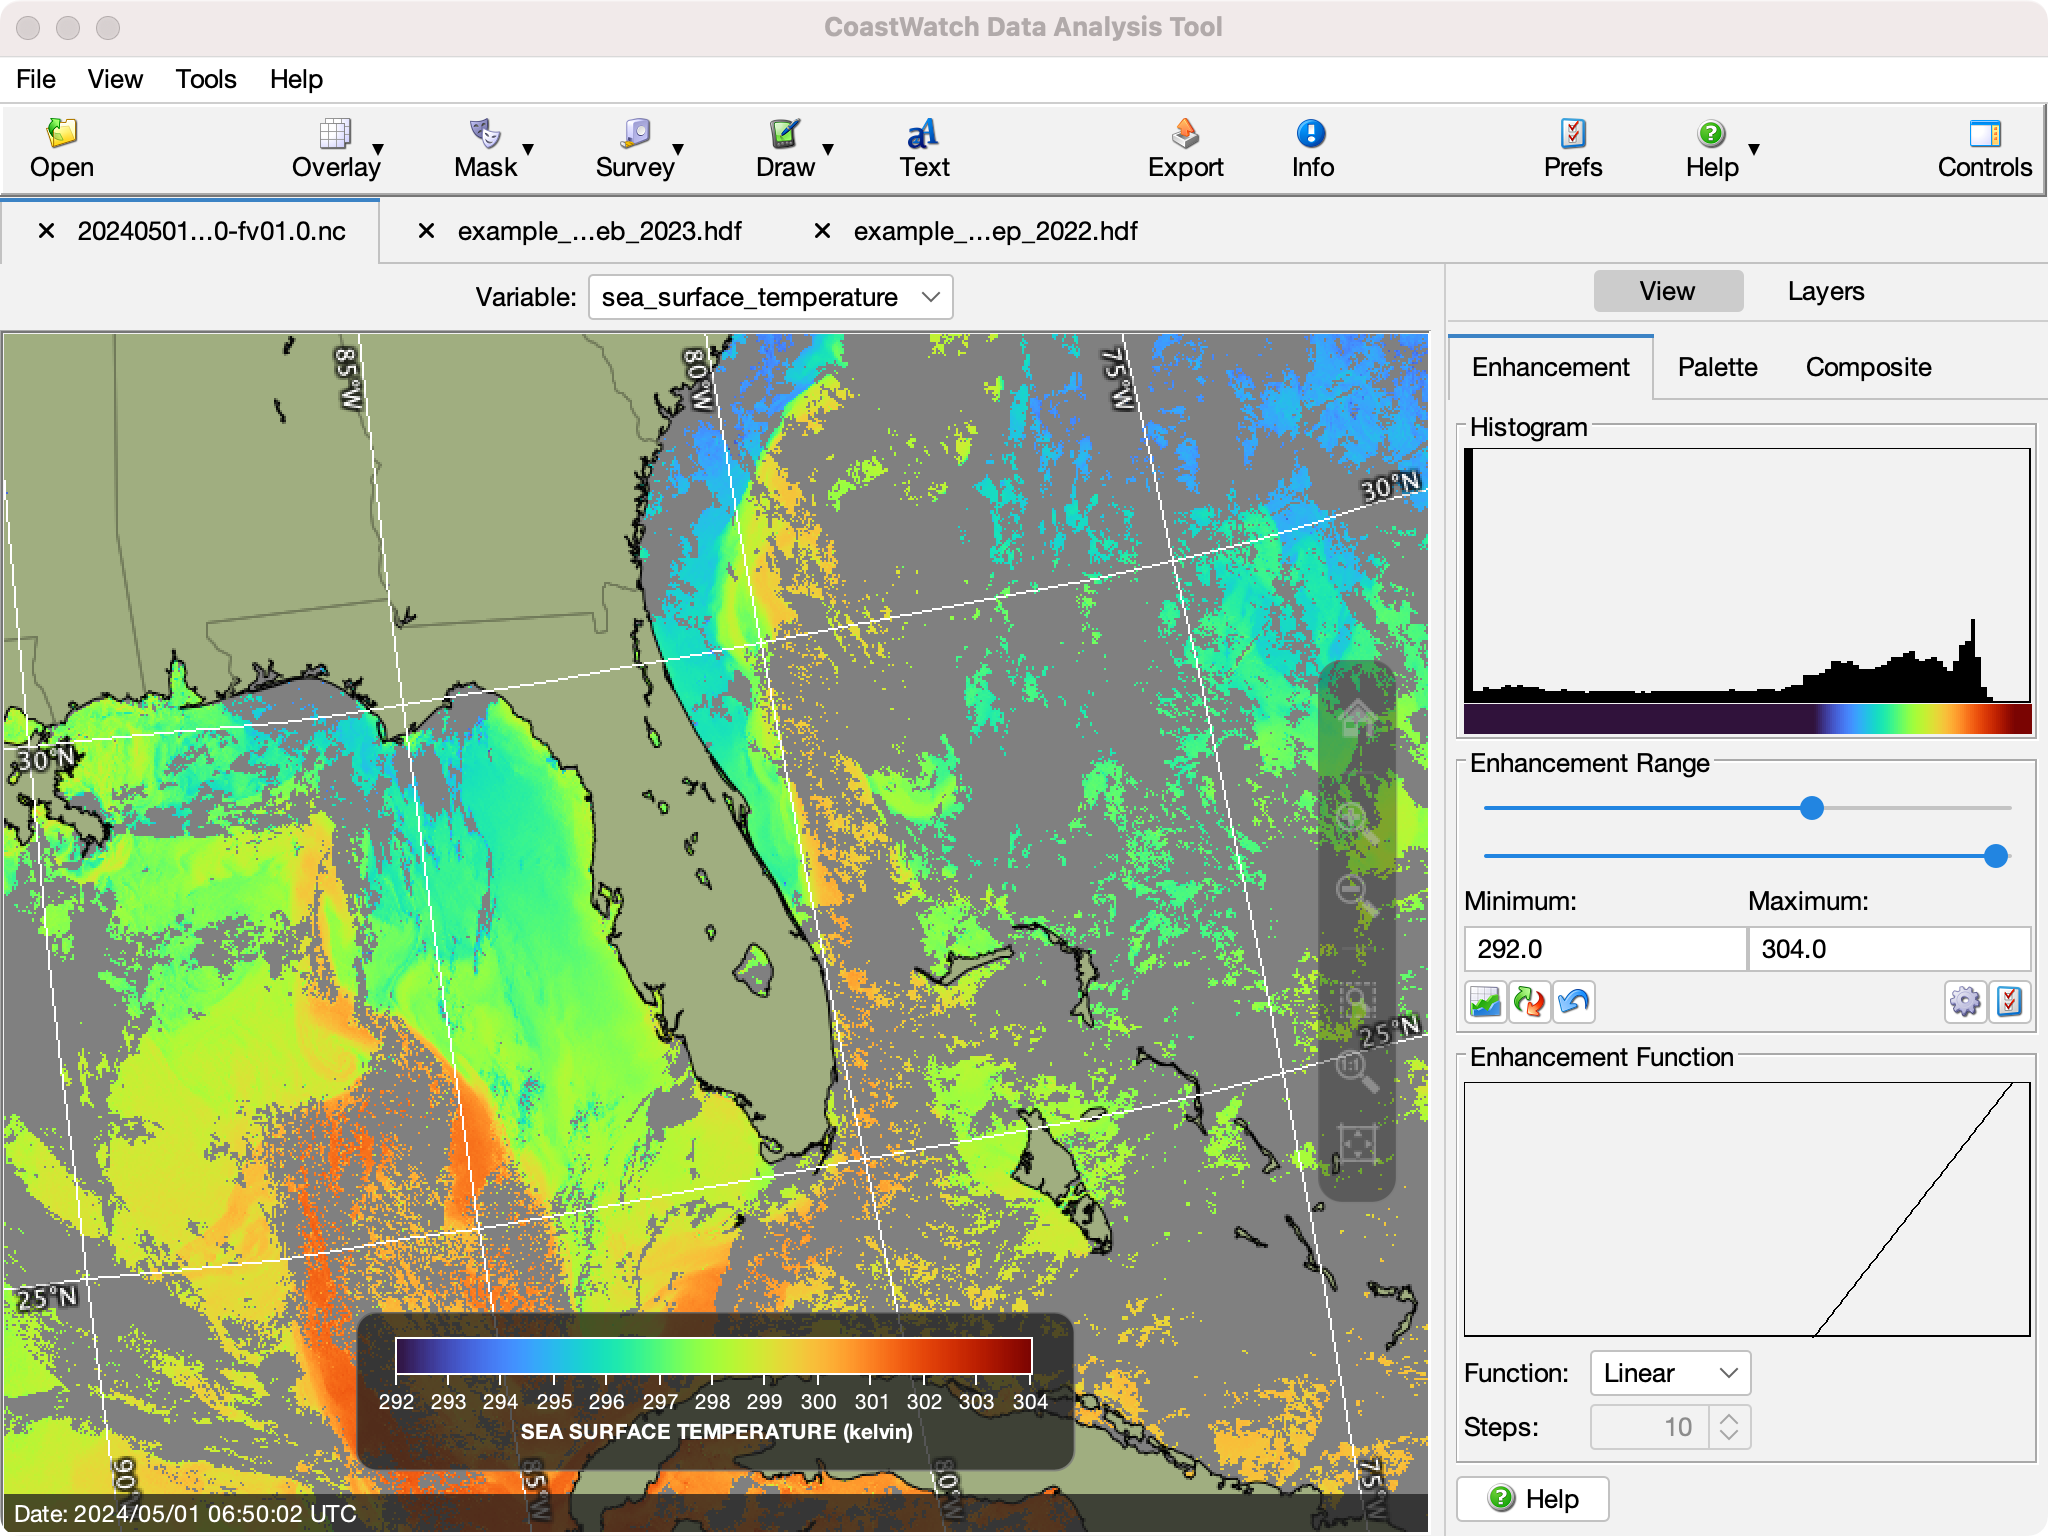 CoastWatch Data Analysis Tool
File View Tools Help
Open Overlay Mask Survey Draw Text Export Info Prefs Help Controls
20240501...0-fv01.0.nc example_...eb_2023.hdf example_...ep_2022.hdf
Variable: sea_surface_temperature
View Layers
Enhancement Palette Composite
Histogram
Enhancement Range
Minimum: Maximum:
292.0 304.0
Enhancement Function
Function: Linear
Steps: 10
Help
85°W
80°W
75°W
30°N
30°N
25°N
25°N
292 293 294 295 296 297 298 299 300 301 302 303 304
SEA SURFACE TEMPERATURE (kelvin)
90°
85°W
80°W
75°W
Date: 2024/05/01 06:50:02 UTC